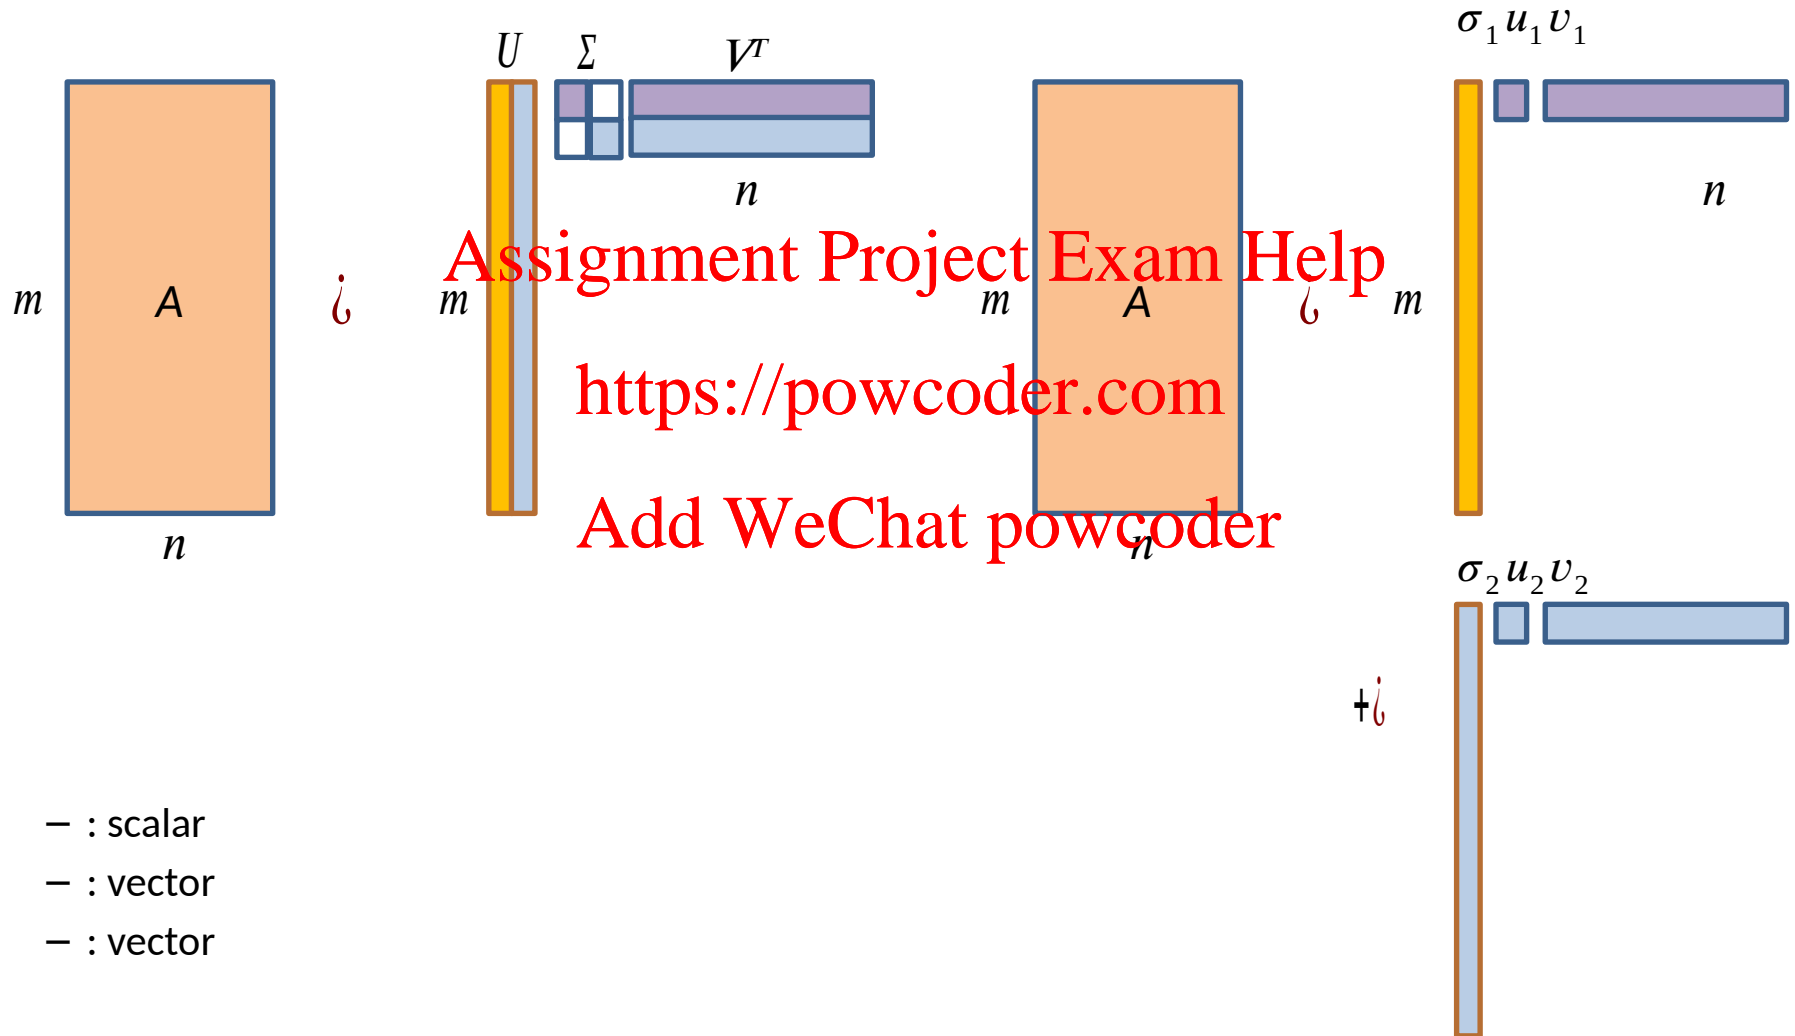 σ₁u₁v₁
U Σ Vᵀ
n n
Assignment Project Exam Help
m A ¿ m m A ¿ m
https://powcoder.com
Add WeChat powcoder
n n
σ₂u₂v₂
+¿
– : scalar
– : vector
– : vector